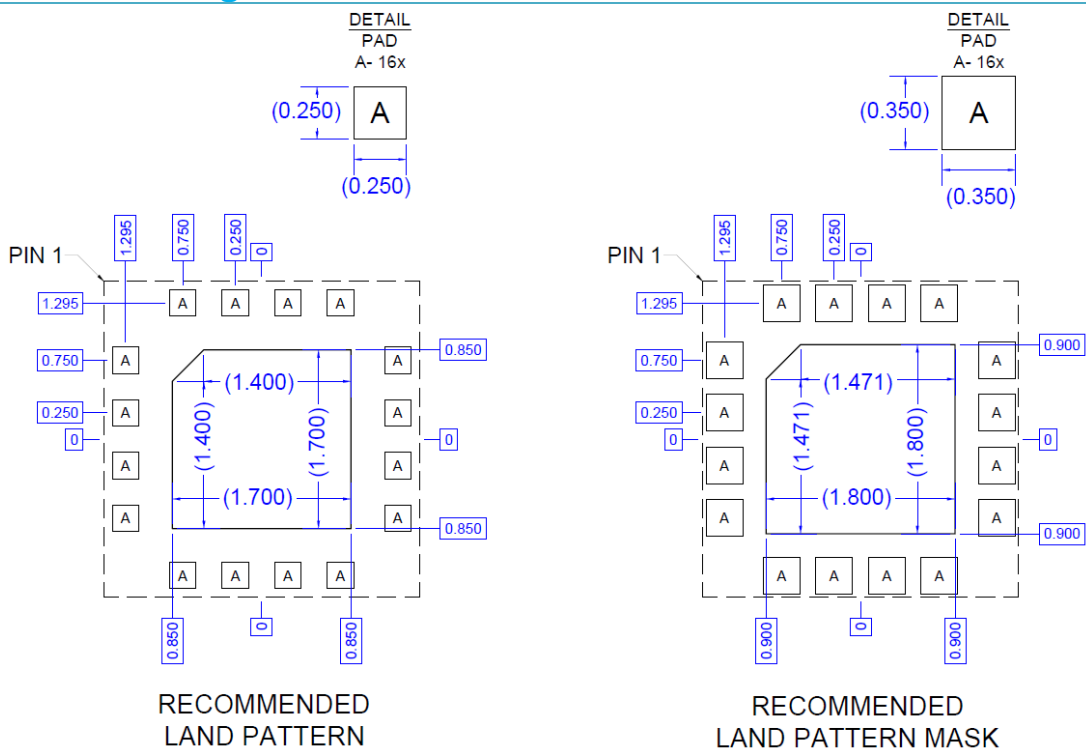 DETAIL
PAD
A- 16x
(0.250)
A
(0.250)
1.295
0.750
0.250
0
PIN 1
1.295
A
A
A
A
0.750
A
A
0.850
(1.400)
0.250
A
(1.400)
(1.700)
A
0
0
A
A
(1.700)
A
A
0.850
A
A
A
A
0.850
0
0.850
RECOMMENDED
LAND PATTERN
DETAIL
PAD
A- 16x
(0.350)
A
(0.350)
1.295
0.750
0.250
0
PIN 1
1.295
A
A
A
A
0.750
A
A
0.900
(1.471)
0.250
A
(1.471)
(1.800)
A
0
0
A
A
(1.800)
A
A
0.900
A
A
A
A
0.900
0
0.900
RECOMMENDED
LAND PATTERN MASK